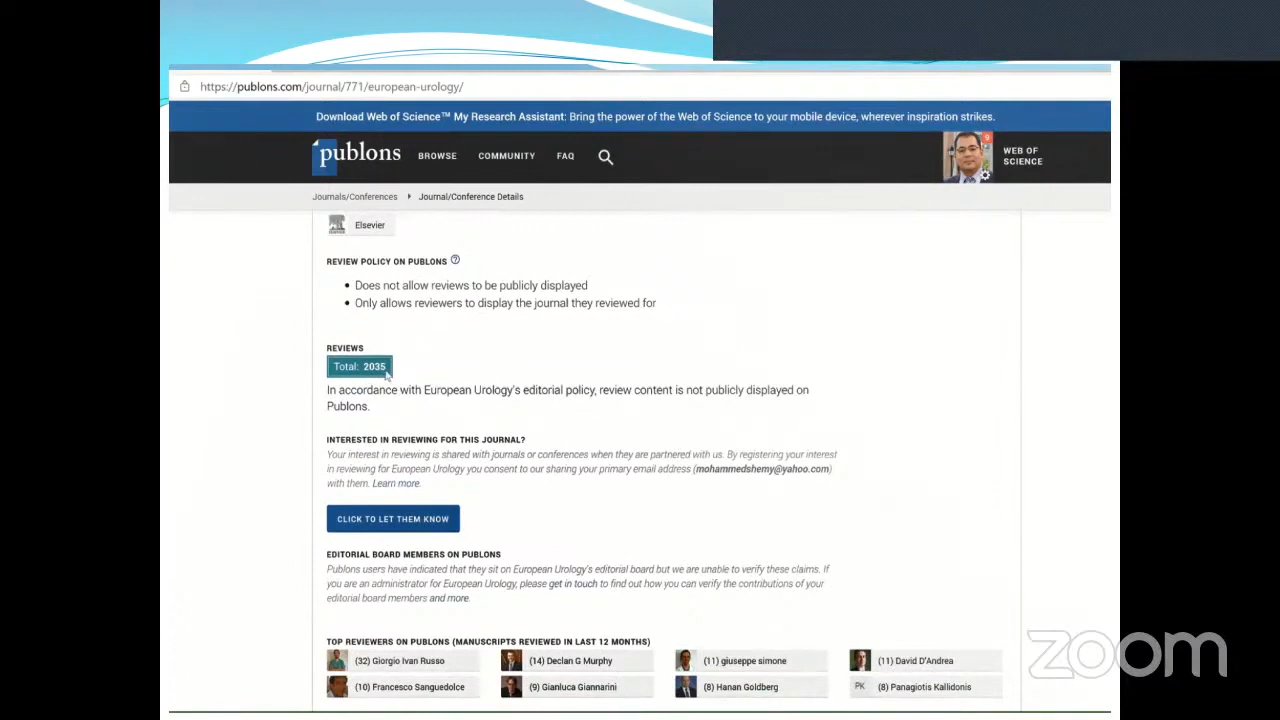 https://publons.com/journal/771/european-urology/
Download Web of Science™ My Research Assistant: Bring the power of the Web of Science to your mobile device, wherever inspiration strikes.
publons BROWSE COMMUNITY FAQ
9
WEB OF
SCIENCE
Journals/Conferences Journal/Conference Details
Elsevier
REVIEW POLICY ON PUBLONS
Does not allow reviews to be publicly displayed
Only allows reviewers to display the journal they reviewed for
REVIEWS
Total: 2035
In accordance with European Urology's editorial policy, review content is not publicly displayed on
Publons.
INTERESTED IN REVIEWING FOR THIS JOURNAL?
Your interest in reviewing is shared with journals or conferences when they are partnered with us. By registering your interest
in reviewing for European Urology you consent to our sharing your primary email address (mohammedshemy@yahoo.com)
with them. Learn more.
CLICK TO LET THEM KNOW
EDITORIAL BOARD MEMBERS ON PUBLONS
Publons users have indicated that they sit on European Urology's editorial board but we are unable to verify these claims. If
you are an administrator for European Urology, please get in touch to find out how you can verify the contributions of your
editorial board members and more.
TOP REVIEWERS ON PUBLONS (MANUSCRIPTS REVIEWED IN LAST 12 MONTHS)
(32) Giorgio Ivan Russo (14) Declan G Murphy (11) giuseppe simone (11) David D'Andrea
(10) Francesco Sanguedolce (9) Gianluca Giannarini (8) Hanan Goldberg PK (8) Panagiotis Kallidonis
zoom